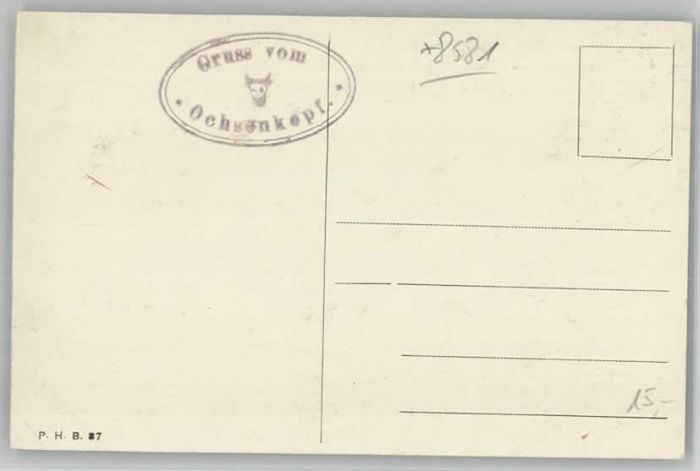 Gruss vom
Ochsenkopf.
*8581
15,-
P. H. B. 87